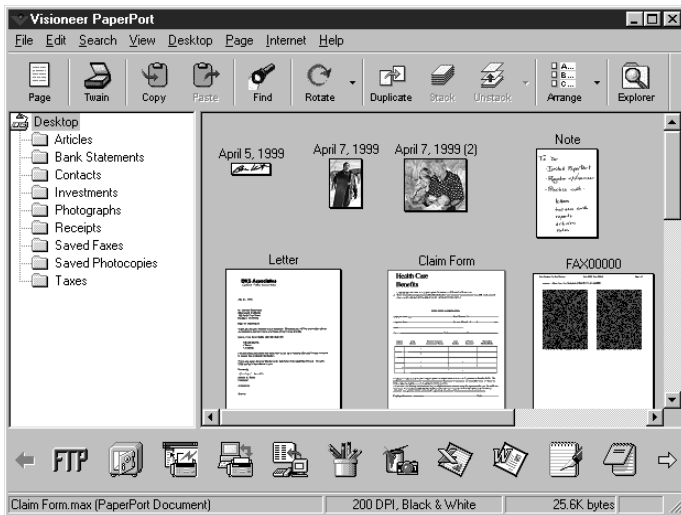 Visioneer PaperPort
File Edit Search View Desktop Page Internet Help
Page Twain Copy Paste Find Rotate Duplicate Stack Unstack Arrange Explorer
Desktop
Articles
Bank Statements
Contacts
Investments
Photographs
Receipts
Saved Faxes
Saved Photocopies
Taxes
April 5, 1999
April 7, 1999
April 7, 1999 (2)
Note
To Do
Letter
Claim Form
FAX00000
Health Care
Benefits
FTP
Claim Form.max (PaperPort Document)
200 DPI, Black & White
25.6K bytes